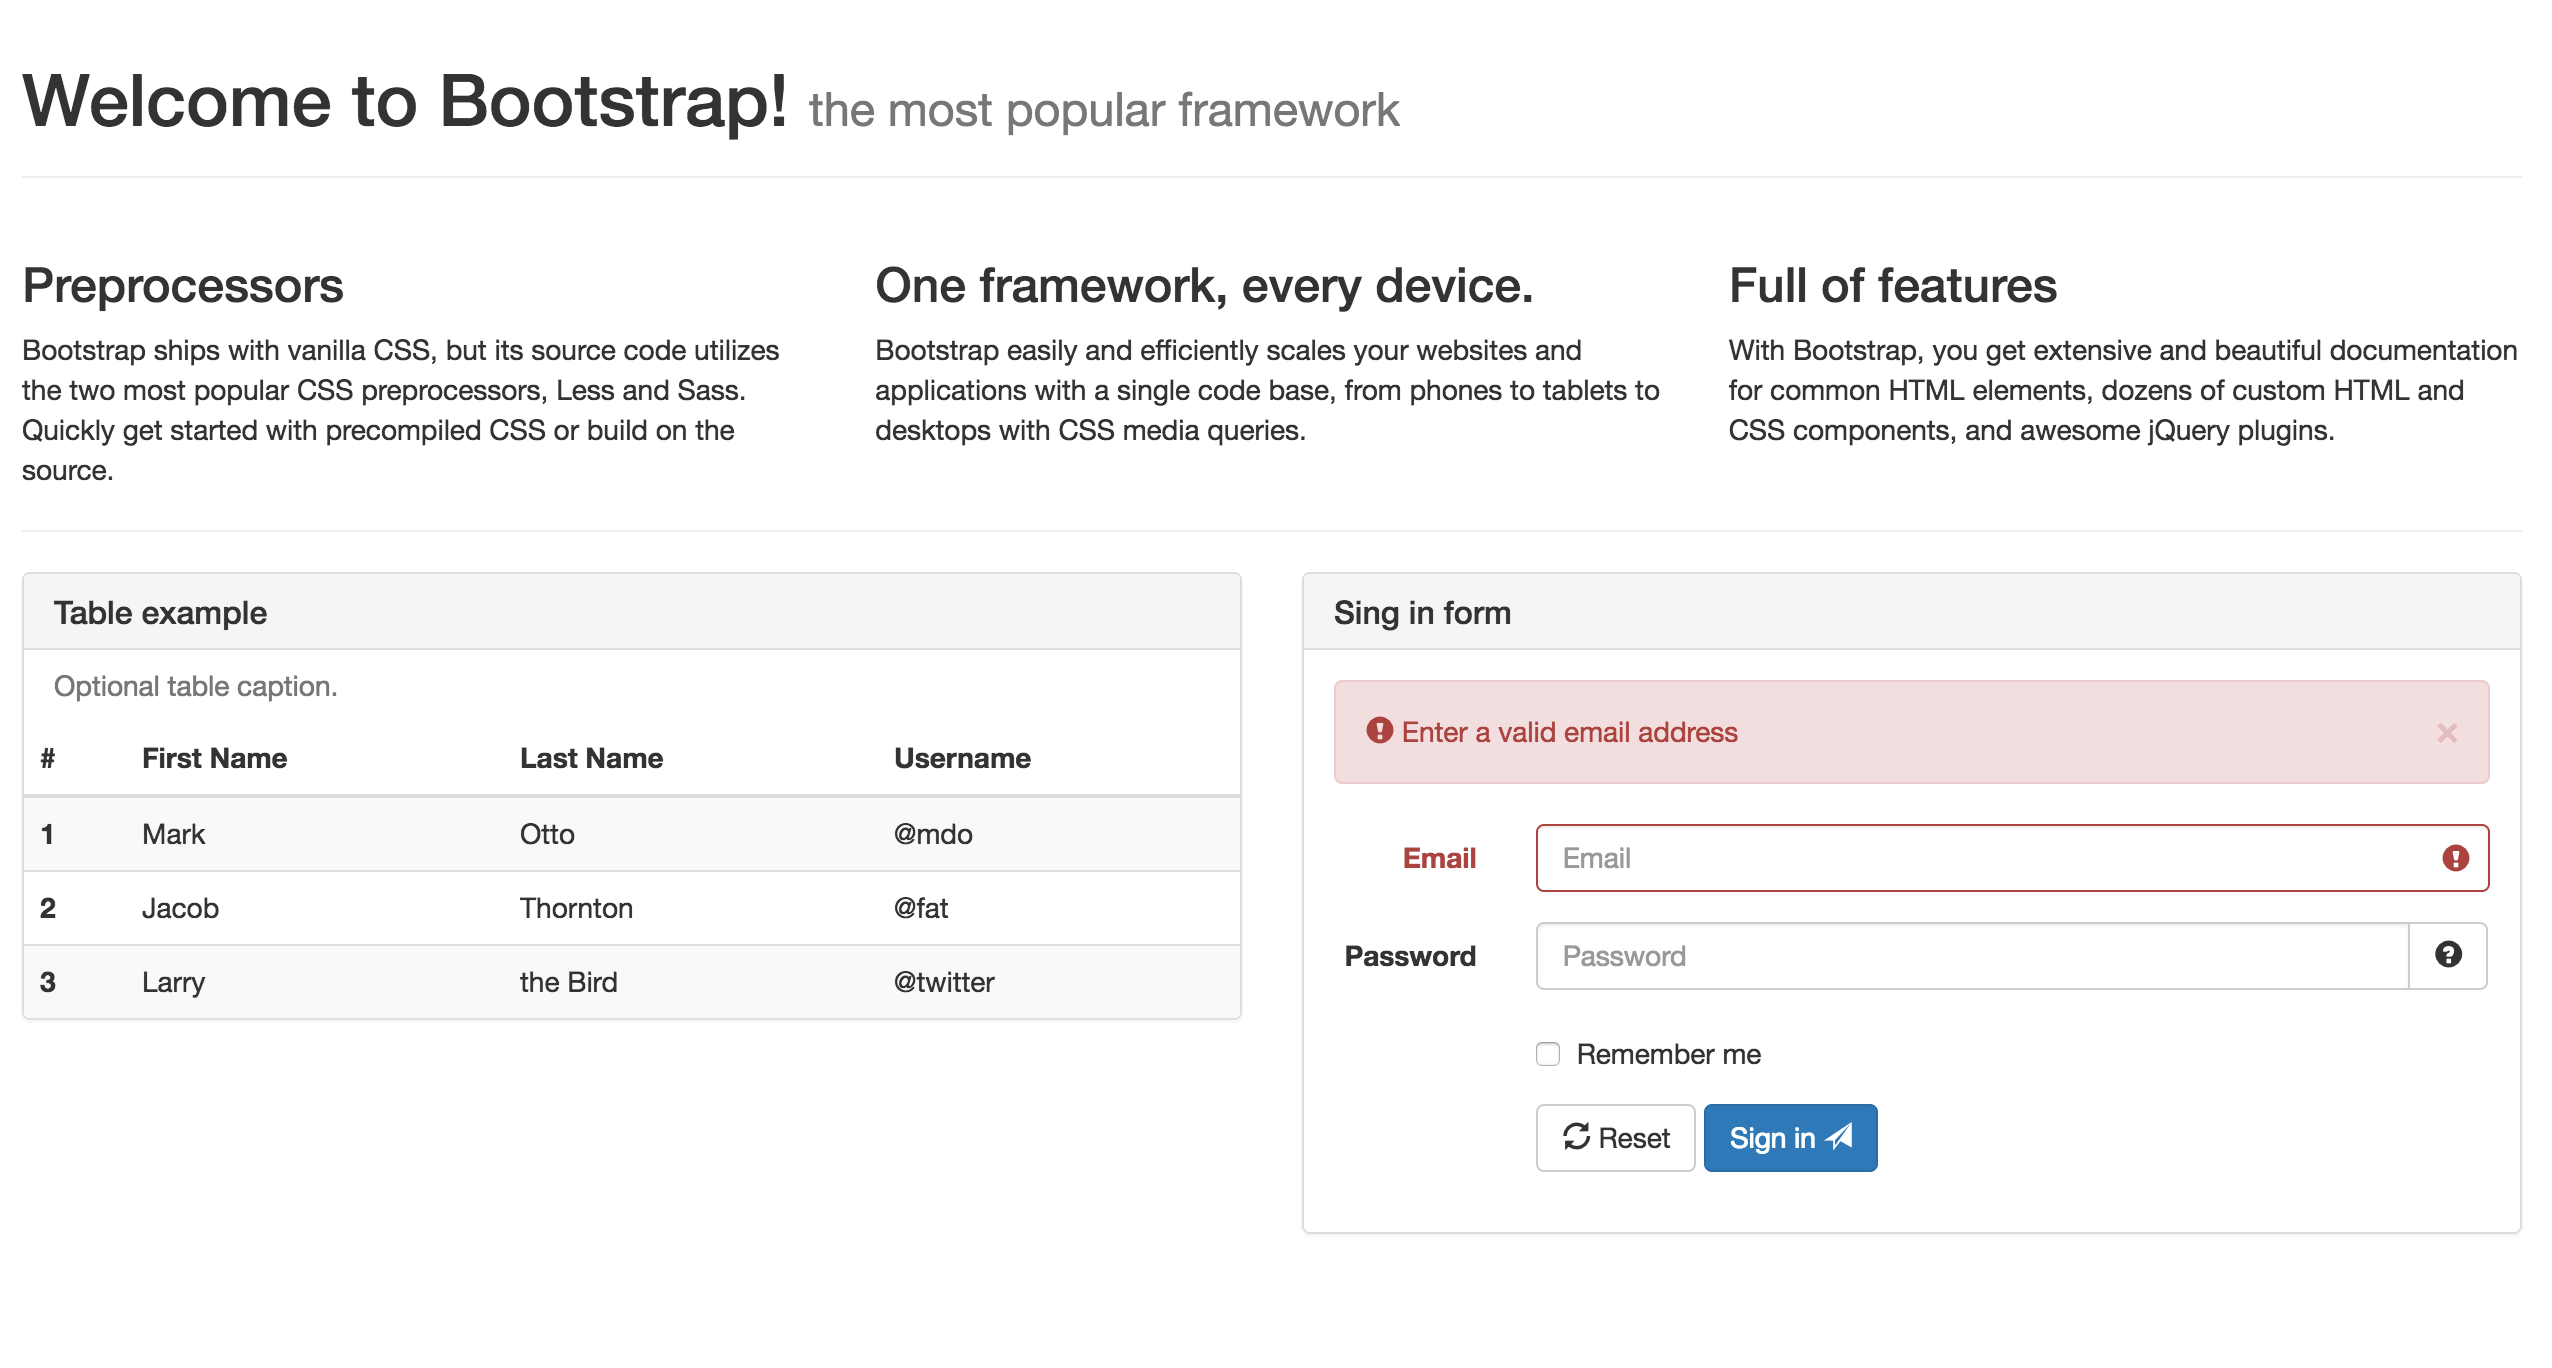 Welcome to Bootstrap! the most popular framework
Preprocessors
Bootstrap ships with vanilla CSS, but its source code utilizes
the two most popular CSS preprocessors, Less and Sass.
Quickly get started with precompiled CSS or build on the
source.
One framework, every device.
Bootstrap easily and efficiently scales your websites and
applications with a single code base, from phones to tablets to
desktops with CSS media queries.
Full of features
With Bootstrap, you get extensive and beautiful documentation
for common HTML elements, dozens of custom HTML and
CSS components, and awesome jQuery plugins.
Table example
Optional table caption.
# First Name Last Name Username
1 Mark Otto @mdo
2 Jacob Thornton @fat
3 Larry the Bird @twitter
Sing in form
Enter a valid email address ×
Email Email
Password Password
Remember me
Reset Sign in